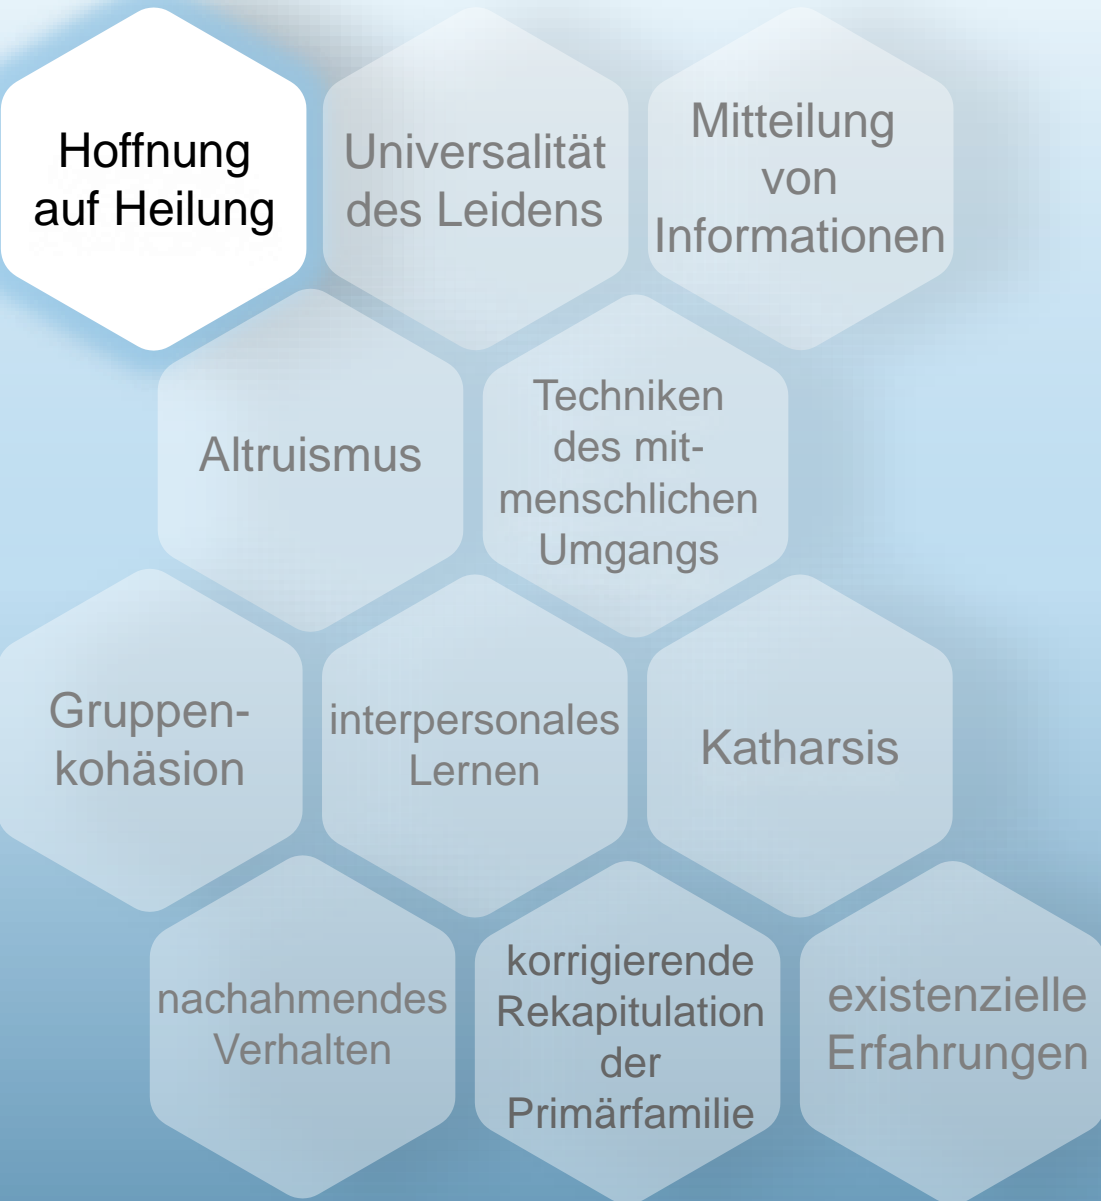 Hoffnung
auf Heilung
Universalität
des Leidens
Mitteilung
von
Informationen
Altruismus
Techniken
des mit-
menschlichen
Umgangs
Gruppen-
kohäsion
interpersonales
Lernen
Katharsis
nachahmendes
Verhalten
korrigierende
Rekapitulation
der
Primärfamilie
existenzielle
Erfahrungen